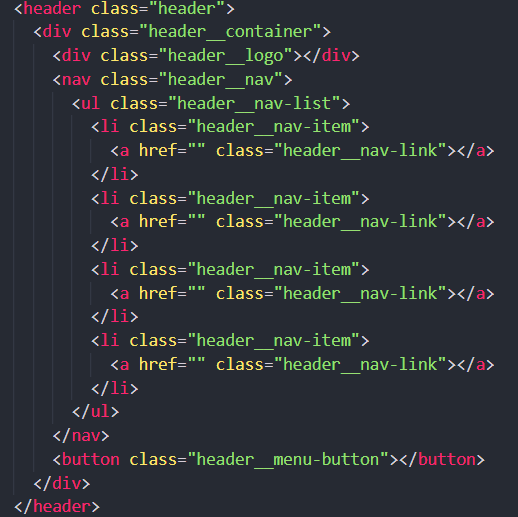 <header class="header">
<div class="header__container">
<div class="header__logo"></div>
<nav class="header__nav">
<ul class="header__nav-list">
<li class="header__nav-item">
<a href="" class="header__nav-link"></a>
</li>
<li class="header__nav-item">
<a href="" class="header__nav-link"></a>
</li>
<li class="header__nav-item">
<a href="" class="header__nav-link"></a>
</li>
<li class="header__nav-item">
<a href="" class="header__nav-link"></a>
</li>
</ul>
</nav>
<button class="header__menu-button"></button>
</div>
</header>